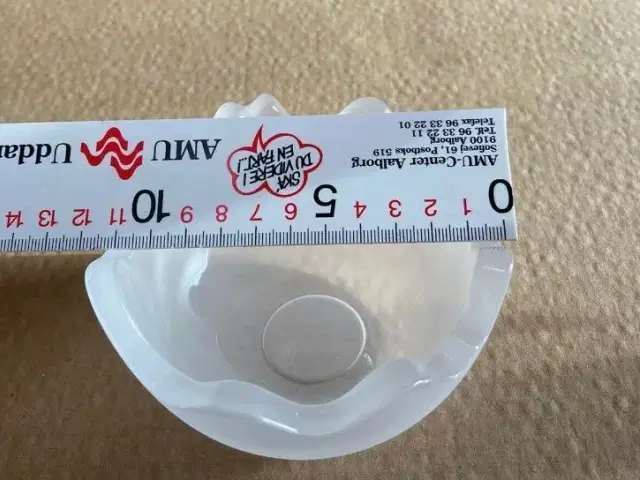 AMU-Center Aalborg
Sofievej 61, Postboks 519
9100 Aalborg
Telf. 96 33 22 11
Telefax 96 33 22 01
SKA'
DU VIDERE I
EN FART...!
AMU Uddan
0 1 2 3 4 5 6 7 8 9 10 11 12 13 14